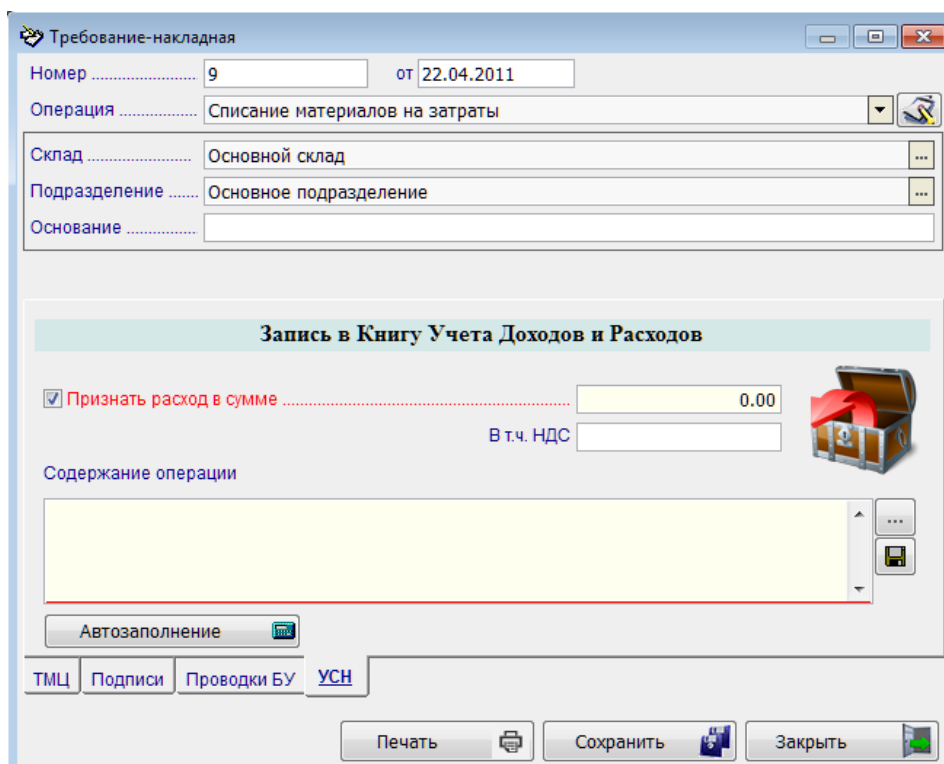 Требование-накладная
Номер ........................ 9 от 22.04.2011
Операция .................. Списание материалов на затраты
Склад ........................ Основной склад ...
Подразделение ....... Основное подразделение ...
Основание ................
Запись в Книгу Учета Доходов и Расходов
Признать расход в сумме ................................................................ 0.00
В т.ч. НДС
Содержание операции
...
Автозаполнение
ТМЦ Подписи Проводки БУ УСН
Печать Сохранить Закрыть